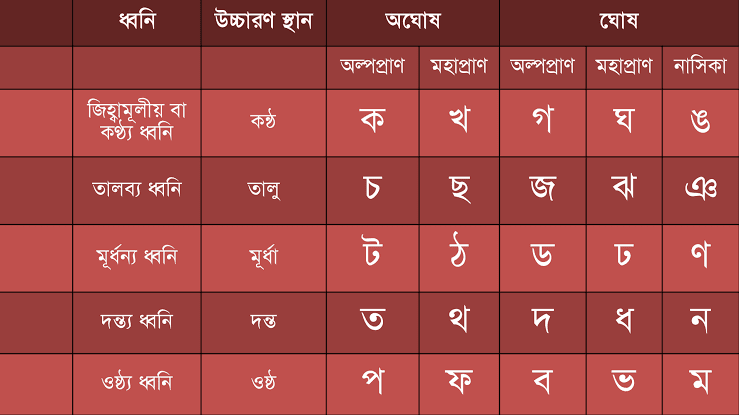 ধ্বনি উচ্চারণ স্থান অঘোষ ঘোষ
অল্পপ্রাণ মহাপ্রাণ অল্পপ্রাণ মহাপ্রাণ নাসিকা
জিহ্বামূলীয় বা
কণ্ঠ্য ধ্বনি কন্ঠ ক খ গ ঘ ঙ
তালব্য ধ্বনি তালু চ ছ জ ঝ ঞ
মূর্ধন্য ধ্বনি মূর্ধা ট ঠ ড ঢ ণ
দন্ত্য ধ্বনি দন্ত ত থ দ ধ ন
ওষ্ঠ্য ধ্বনি ওষ্ঠ প ফ ব ভ ম